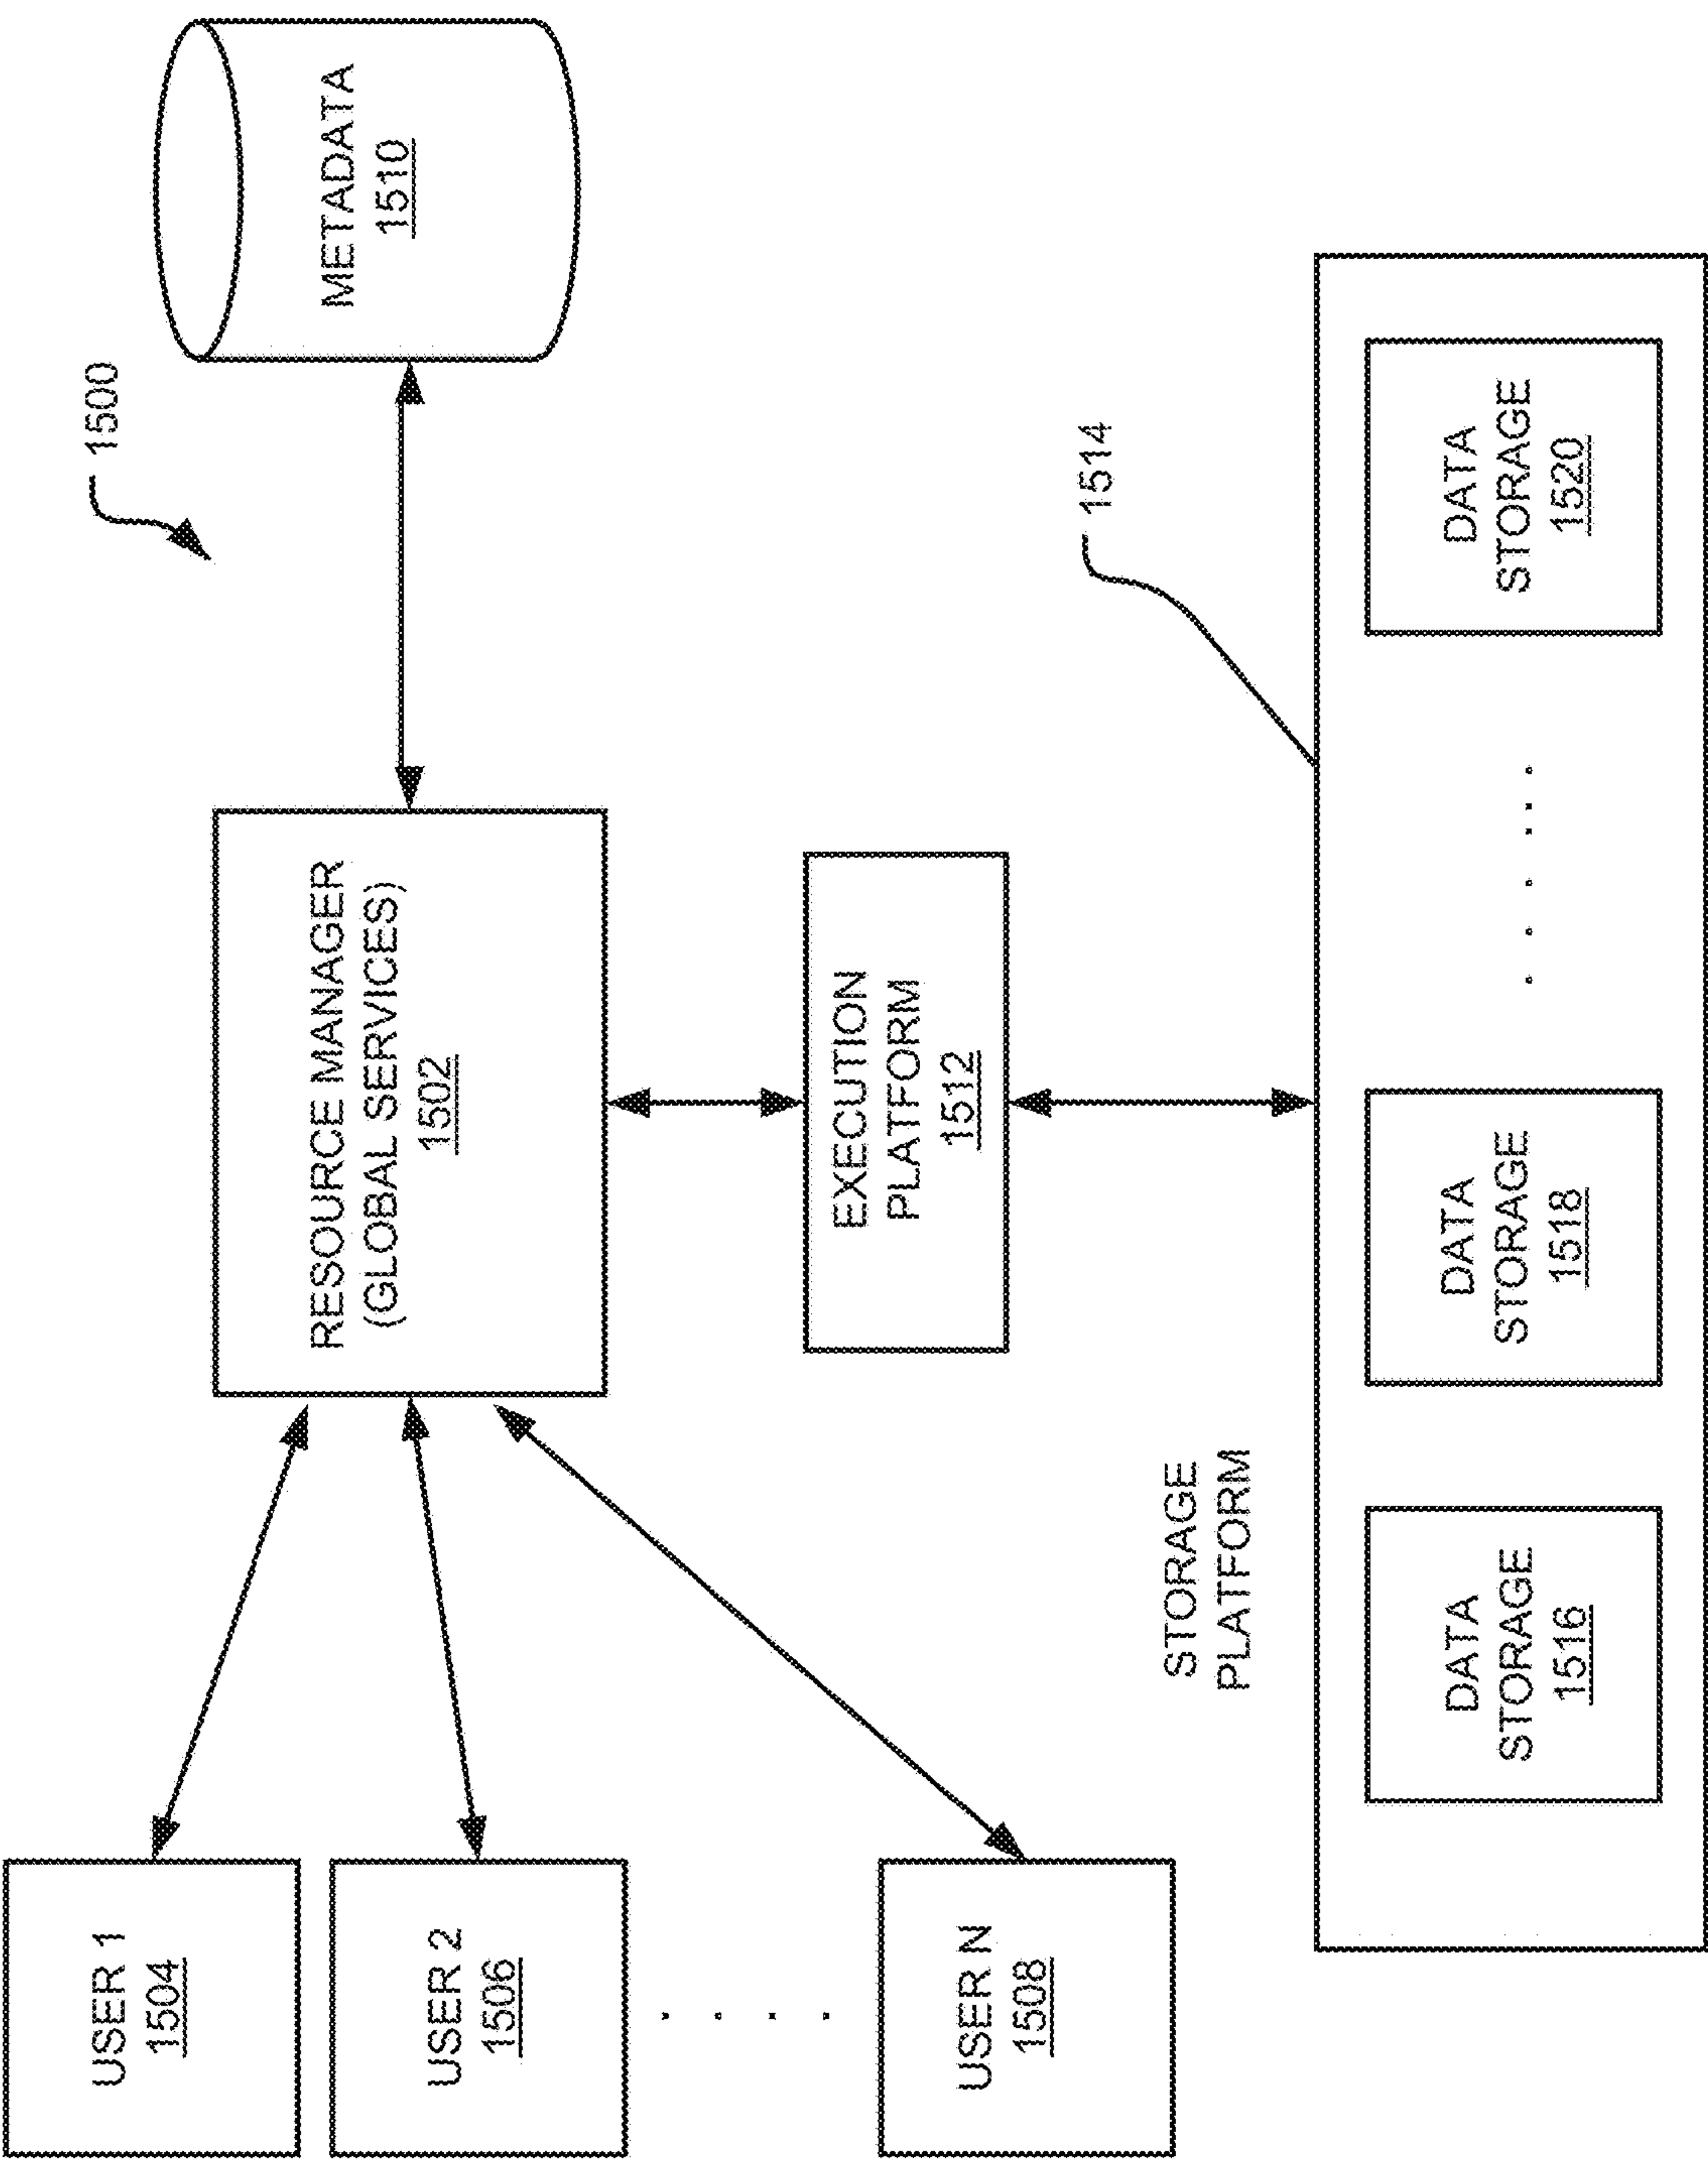 1500
USER 1
1504
USER 2
1506
USER N
1508
RESOURCE MANAGER
(GLOBAL SERVICES)
1502
METADATA
1510
EXECUTION
PLATFORM
1512
1514
STORAGE
PLATFORM
DATA
STORAGE
1516
DATA
STORAGE
1518
DATA
STORAGE
1520